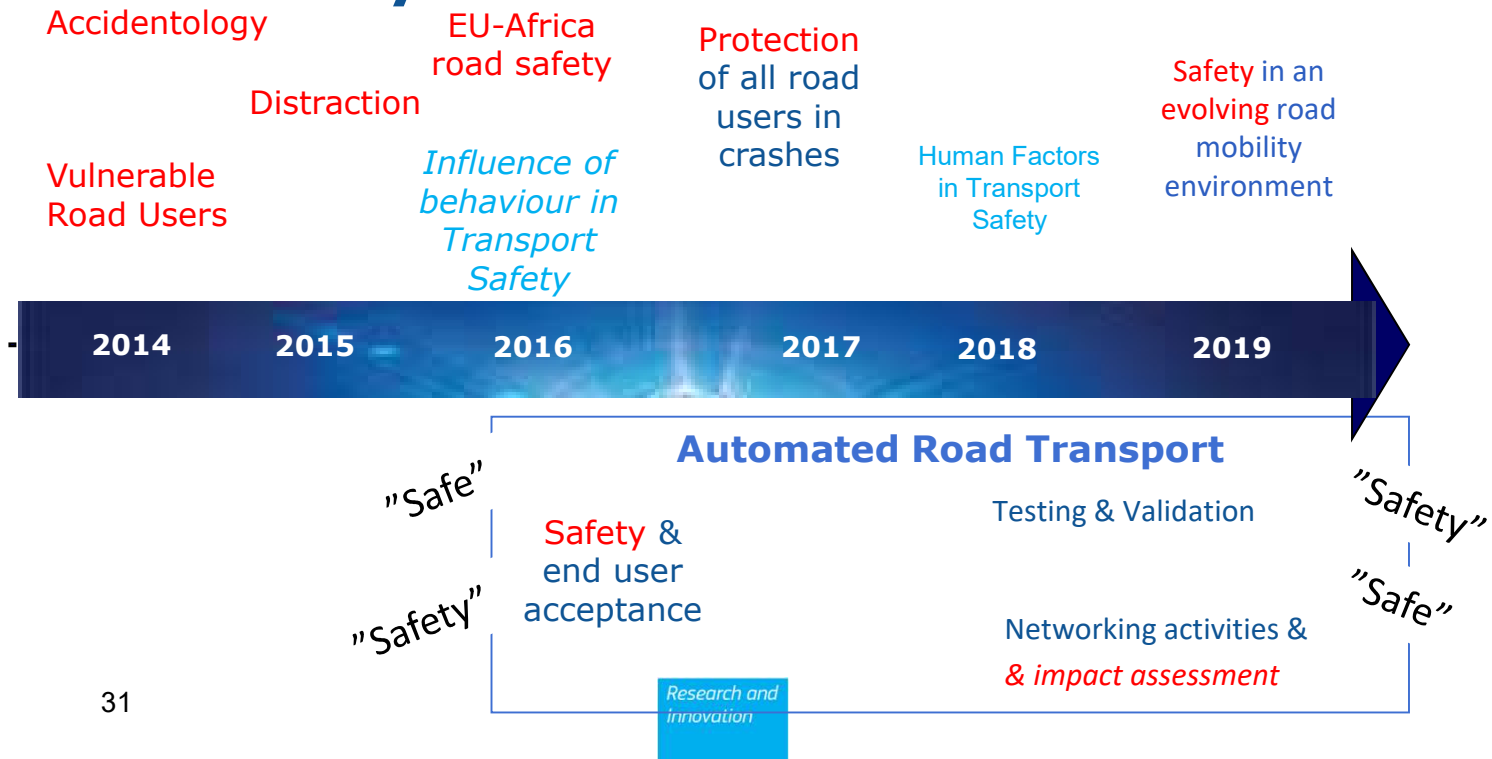 Accidentology
EU-Africa
road safety
Distraction
Vulnerable
Road Users
Influence of
behaviour in
Transport
Safety
Protection
of all road
users in
crashes
Human Factors
in Transport
Safety
Safety in an
evolving road
mobility
environment
2014 2015 2016 2017 2018 2019
Automated Road Transport
"Safe"
"Safety"
Safety &
end user
acceptance
Testing & Validation
Networking activities &
& impact assessment
"Safety"
"Safe"
31
Research and
innovation